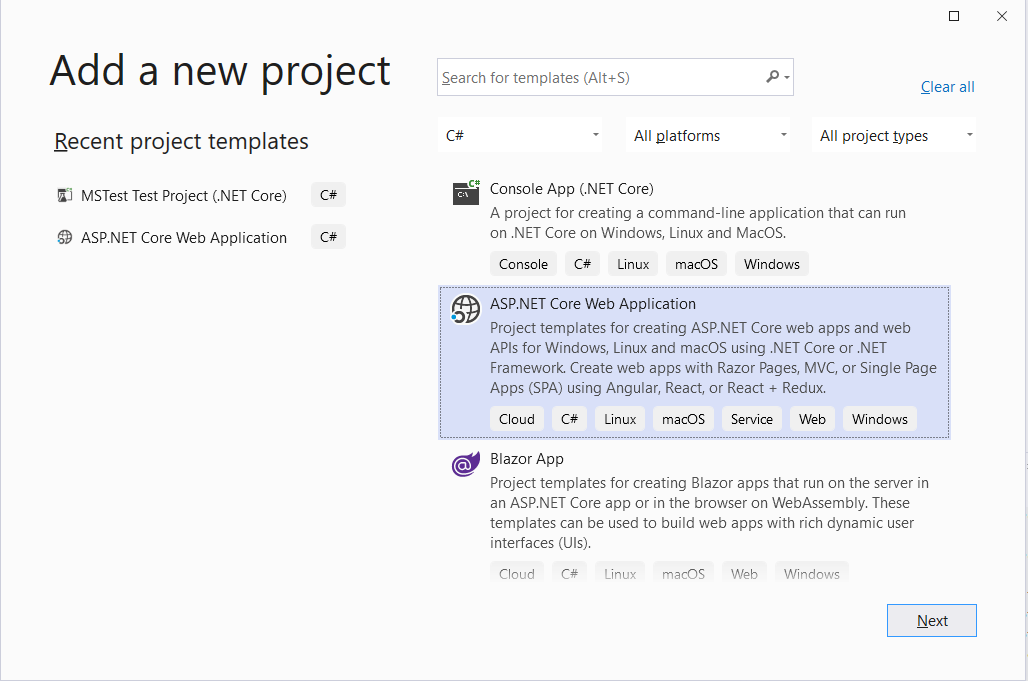 Add a new project
Search for templates (Alt+S)
Clear all
Recent project templates
C#
All platforms
All project types
MSTest Test Project (.NET Core)
C#
ASP.NET Core Web Application
C#
C#
C:\
Console App (.NET Core)
A project for creating a command-line application that can run
on .NET Core on Windows, Linux and MacOS.
Console C# Linux macOS Windows
ASP.NET Core Web Application
Project templates for creating ASP.NET Core web apps and web
APIs for Windows, Linux and macOS using .NET Core or .NET
Framework. Create web apps with Razor Pages, MVC, or Single Page
Apps (SPA) using Angular, React, or React + Redux.
Cloud C# Linux macOS Service Web Windows
@
Blazor App
Project templates for creating Blazor apps that run on the server in
an ASP.NET Core app or in the browser on WebAssembly. These
templates can be used to build web apps with rich dynamic user
interfaces (UIs).
Cloud C# Linux macOS Web Windows
Next